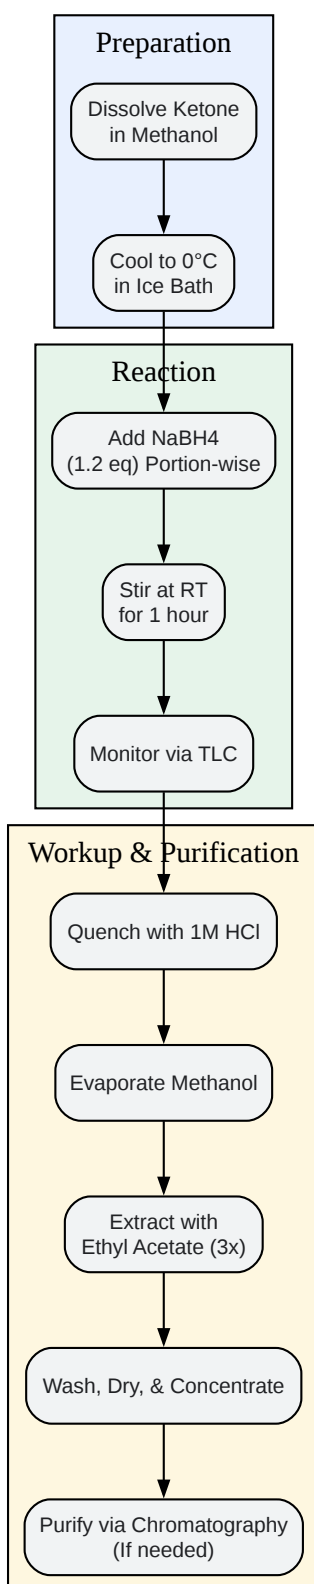 Preparation
Dissolve Ketone
in Methanol
Cool to 0°C
in Ice Bath
Reaction
Add NaBH4
(1.2 eq) Portion-wise
Stir at RT
for 1 hour
Monitor via TLC
Workup & Purification
Quench with 1M HCl
Evaporate Methanol
Extract with
Ethyl Acetate (3x)
Wash, Dry, & Concentrate
Purify via Chromatography
(If needed)